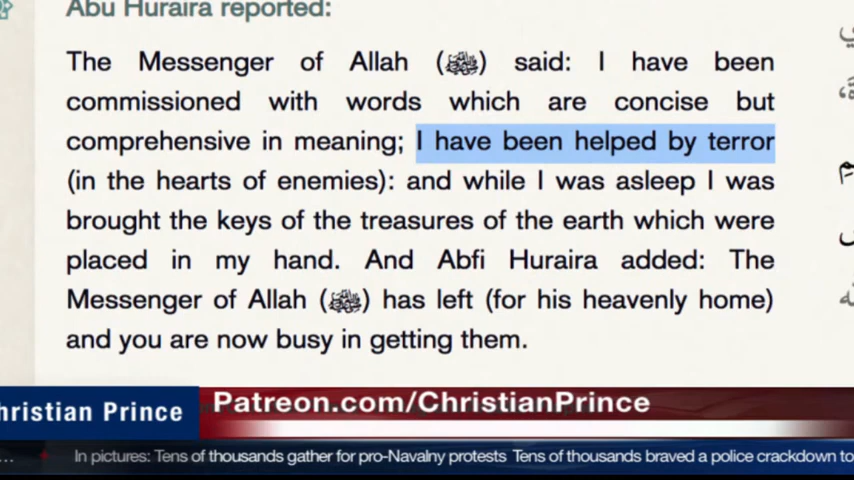 Abu Huraira reported:
The Messenger of Allah (ﷺ) said: I have been
commissioned with words which are concise but
comprehensive in meaning; I have been helped by terror
(in the hearts of enemies): and while I was asleep I was
brought the keys of the treasures of the earth which were
placed in my hand. And Abfi Huraira added: The
Messenger of Allah (ﷺ) has left (for his heavenly home)
and you are now busy in getting them.
hristian Prince
Patreon.com/ChristianPrince
... In pictures: Tens of thousands gather for pro-Navalny protests Tens of thousands braved a police crackdown to